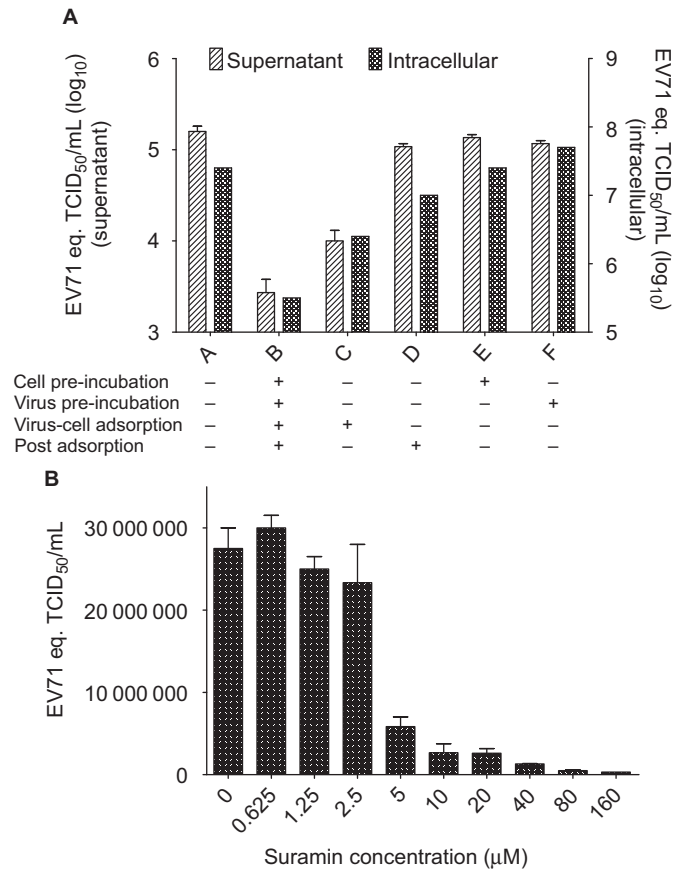 A
Supernatant Intracellular
EV71 eq. TCID50/mL (log10)
(supernatant)
EV71 eq. TCID50/mL (log10)
(intracellular)
6
5
4
3
9
8
7
6
5
A B C D E F
Cell pre-incubation – + – – + –
Virus pre-incubation – + – – – +
Virus-cell adsorption – + + – – –
Post adsorption – + – + – –
B
EV71 eq. TCID50/mL
30 000 000
20 000 000
10 000 000
0
0 0.625 1.25 2.5 5 10 20 40 80 160
Suramin concentration (μM)